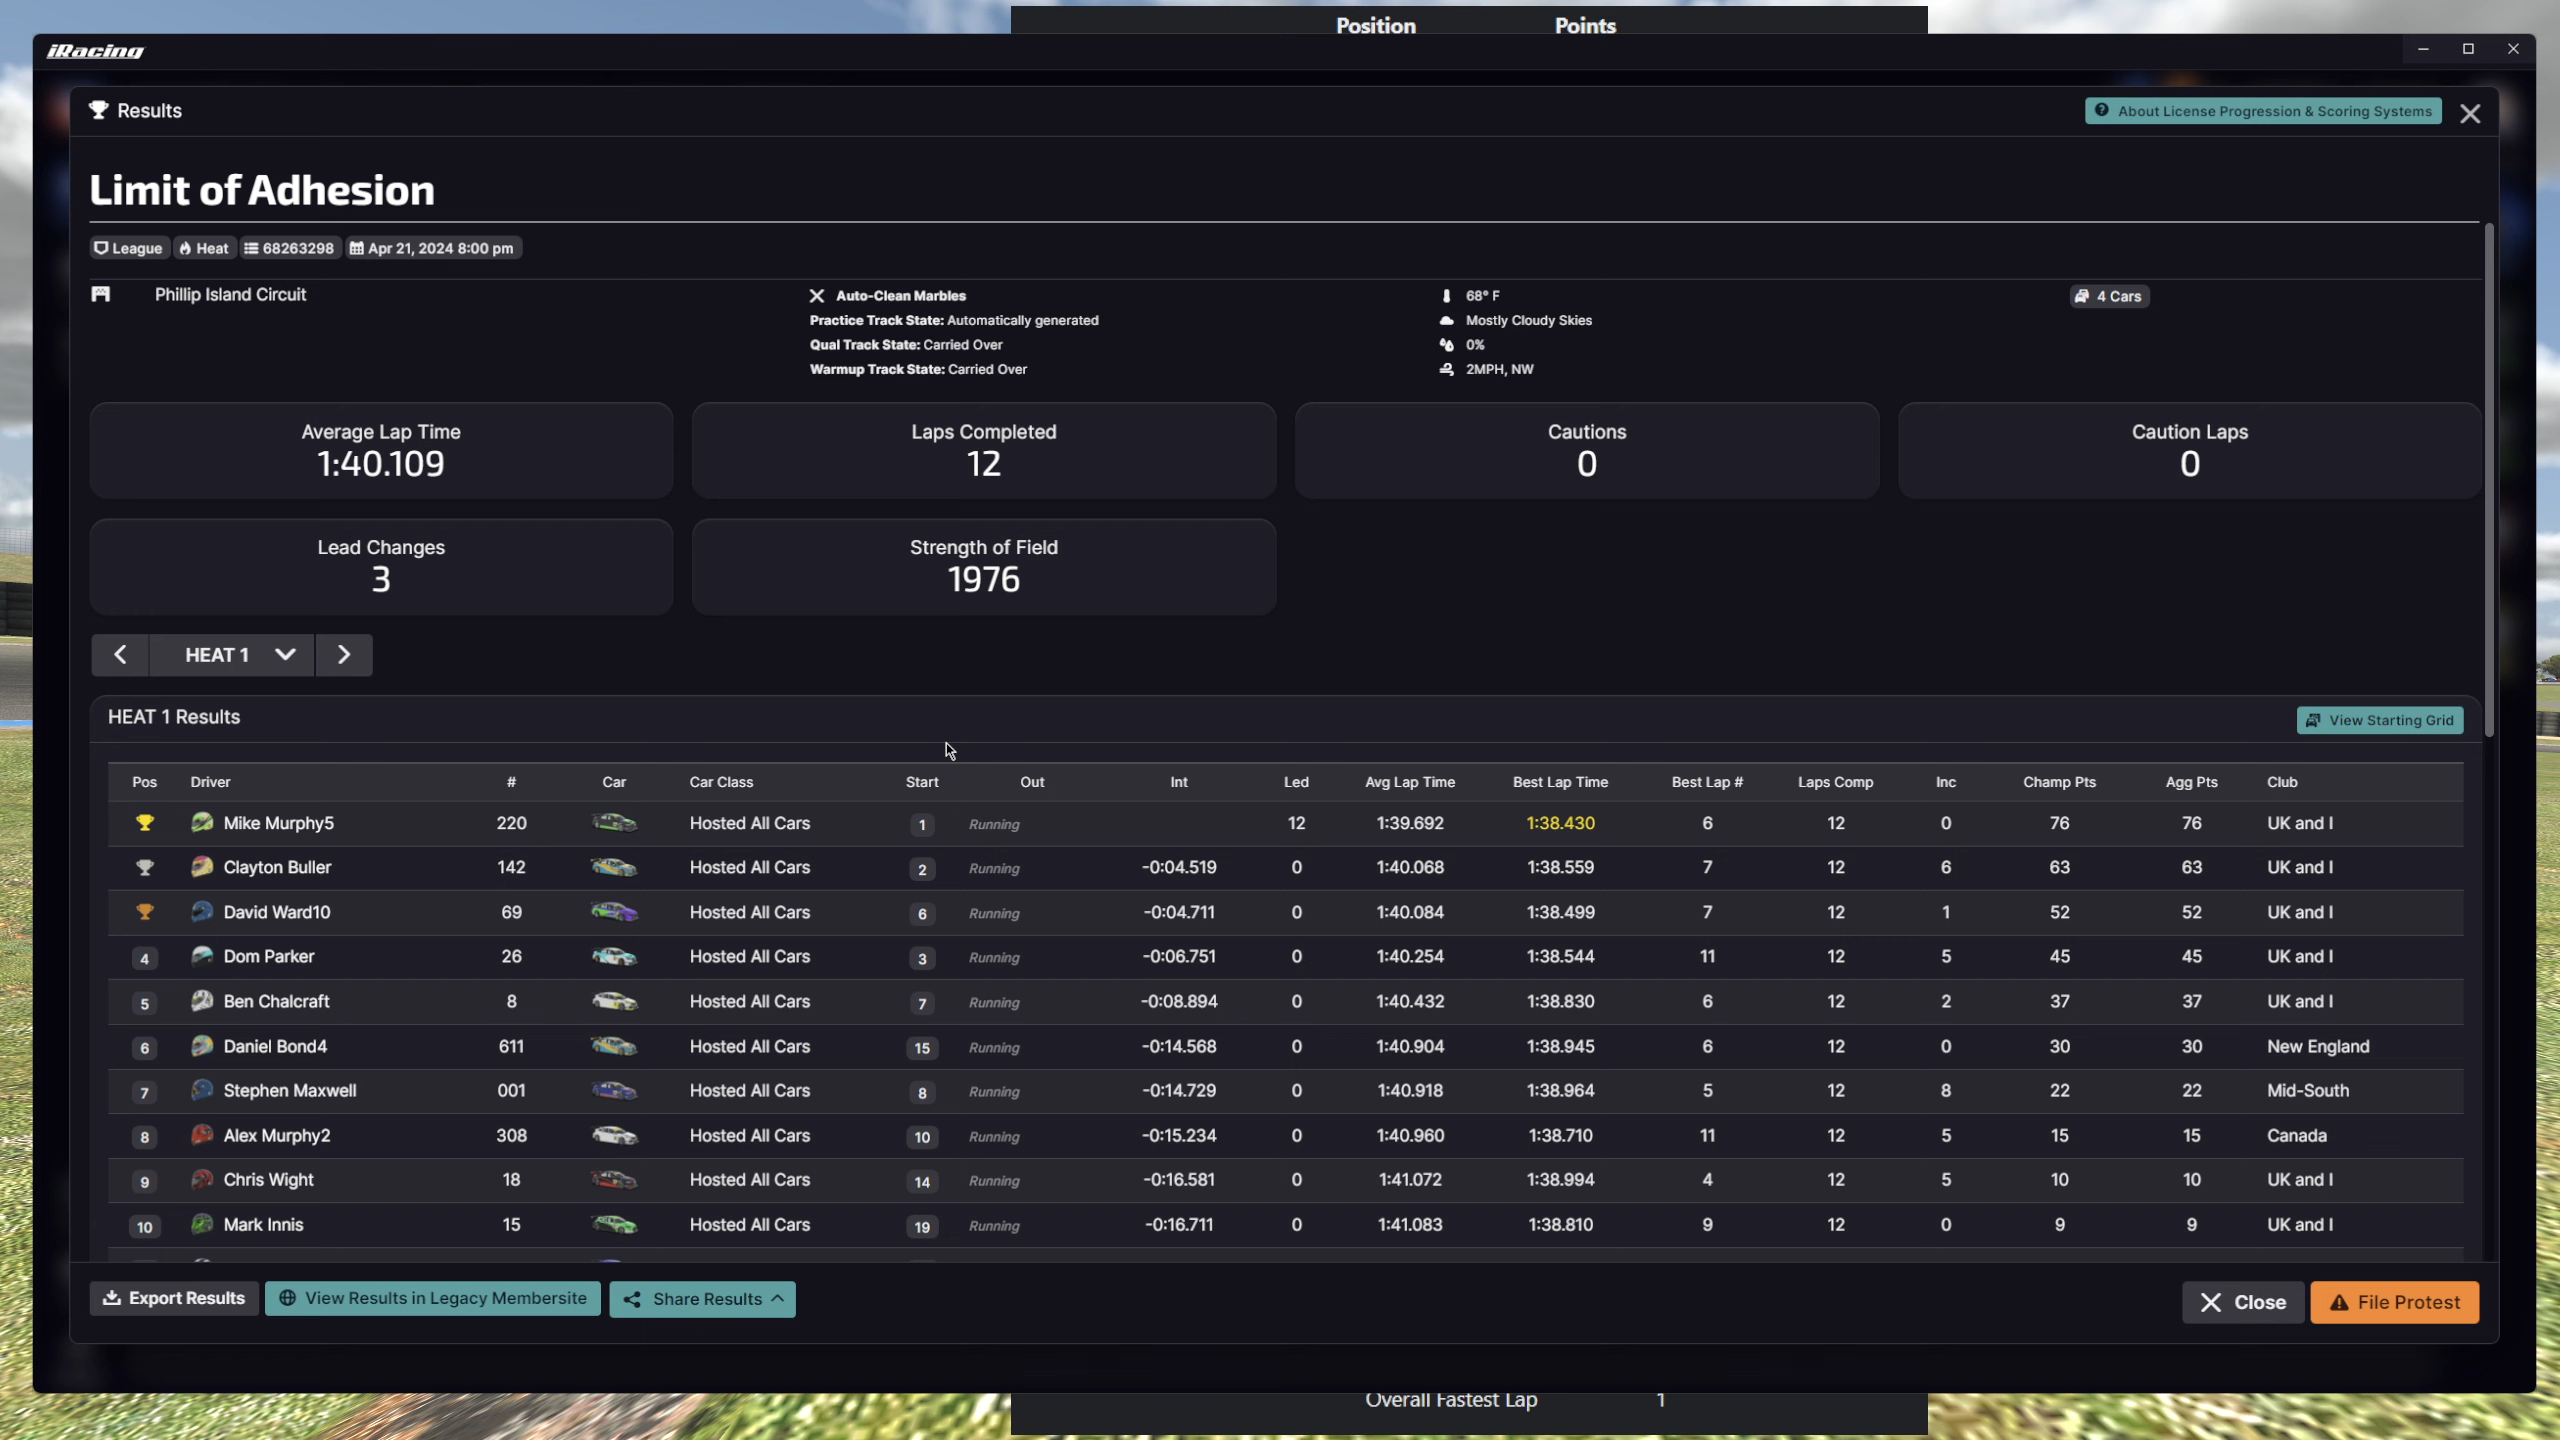 Position Points
iRacing
Results
About License Progression & Scoring Systems
Limit of Adhesion
League Heat 68263298 Apr 21, 2024 8:00 pm
Phillip Island Circuit
Auto-Clean Marbles
Practice Track State: Automatically generated
Qual Track State: Carried Over
Warmup Track State: Carried Over
68° F
Mostly Cloudy Skies
0%
2MPH, NW
4 Cars
Average Lap Time
1:40.109
Laps Completed
12
Cautions
0
Caution Laps
0
Lead Changes
3
Strength of Field
1976
HEAT 1
HEAT 1 Results
View Starting Grid
Pos Driver # Car Car Class Start Out Int Led Avg Lap Time Best Lap Time Best Lap # Laps Comp Inc Champ Pts Agg Pts Club
Mike Murphy5 220 Hosted All Cars 1 Running 12 1:39.692 1:38.430 6 12 0 76 76 UK and I
Clayton Buller 142 Hosted All Cars 2 Running -0:04.519 0 1:40.068 1:38.559 7 12 6 63 63 UK and I
David Ward10 69 Hosted All Cars 6 Running -0:04.711 0 1:40.084 1:38.499 7 12 1 52 52 UK and I
4 Dom Parker 26 Hosted All Cars 3 Running -0:06.751 0 1:40.254 1:38.544 11 12 5 45 45 UK and I
5 Ben Chalcraft 8 Hosted All Cars 7 Running -0:08.894 0 1:40.432 1:38.830 6 12 2 37 37 UK and I
6 Daniel Bond4 611 Hosted All Cars 15 Running -0:14.568 0 1:40.904 1:38.945 6 12 0 30 30 New England
7 Stephen Maxwell 001 Hosted All Cars 8 Running -0:14.729 0 1:40.918 1:38.964 5 12 8 22 22 Mid-South
8 Alex Murphy2 308 Hosted All Cars 10 Running -0:15.234 0 1:40.960 1:38.710 11 12 5 15 15 Canada
9 Chris Wight 18 Hosted All Cars 14 Running -0:16.581 0 1:41.072 1:38.994 4 12 5 10 10 UK and I
10 Mark Innis 15 Hosted All Cars 19 Running -0:16.711 0 1:41.083 1:38.810 9 12 0 9 9 UK and I
Export Results View Results in Legacy Membersite Share Results Close File Protest
Overall Fastest Lap 1